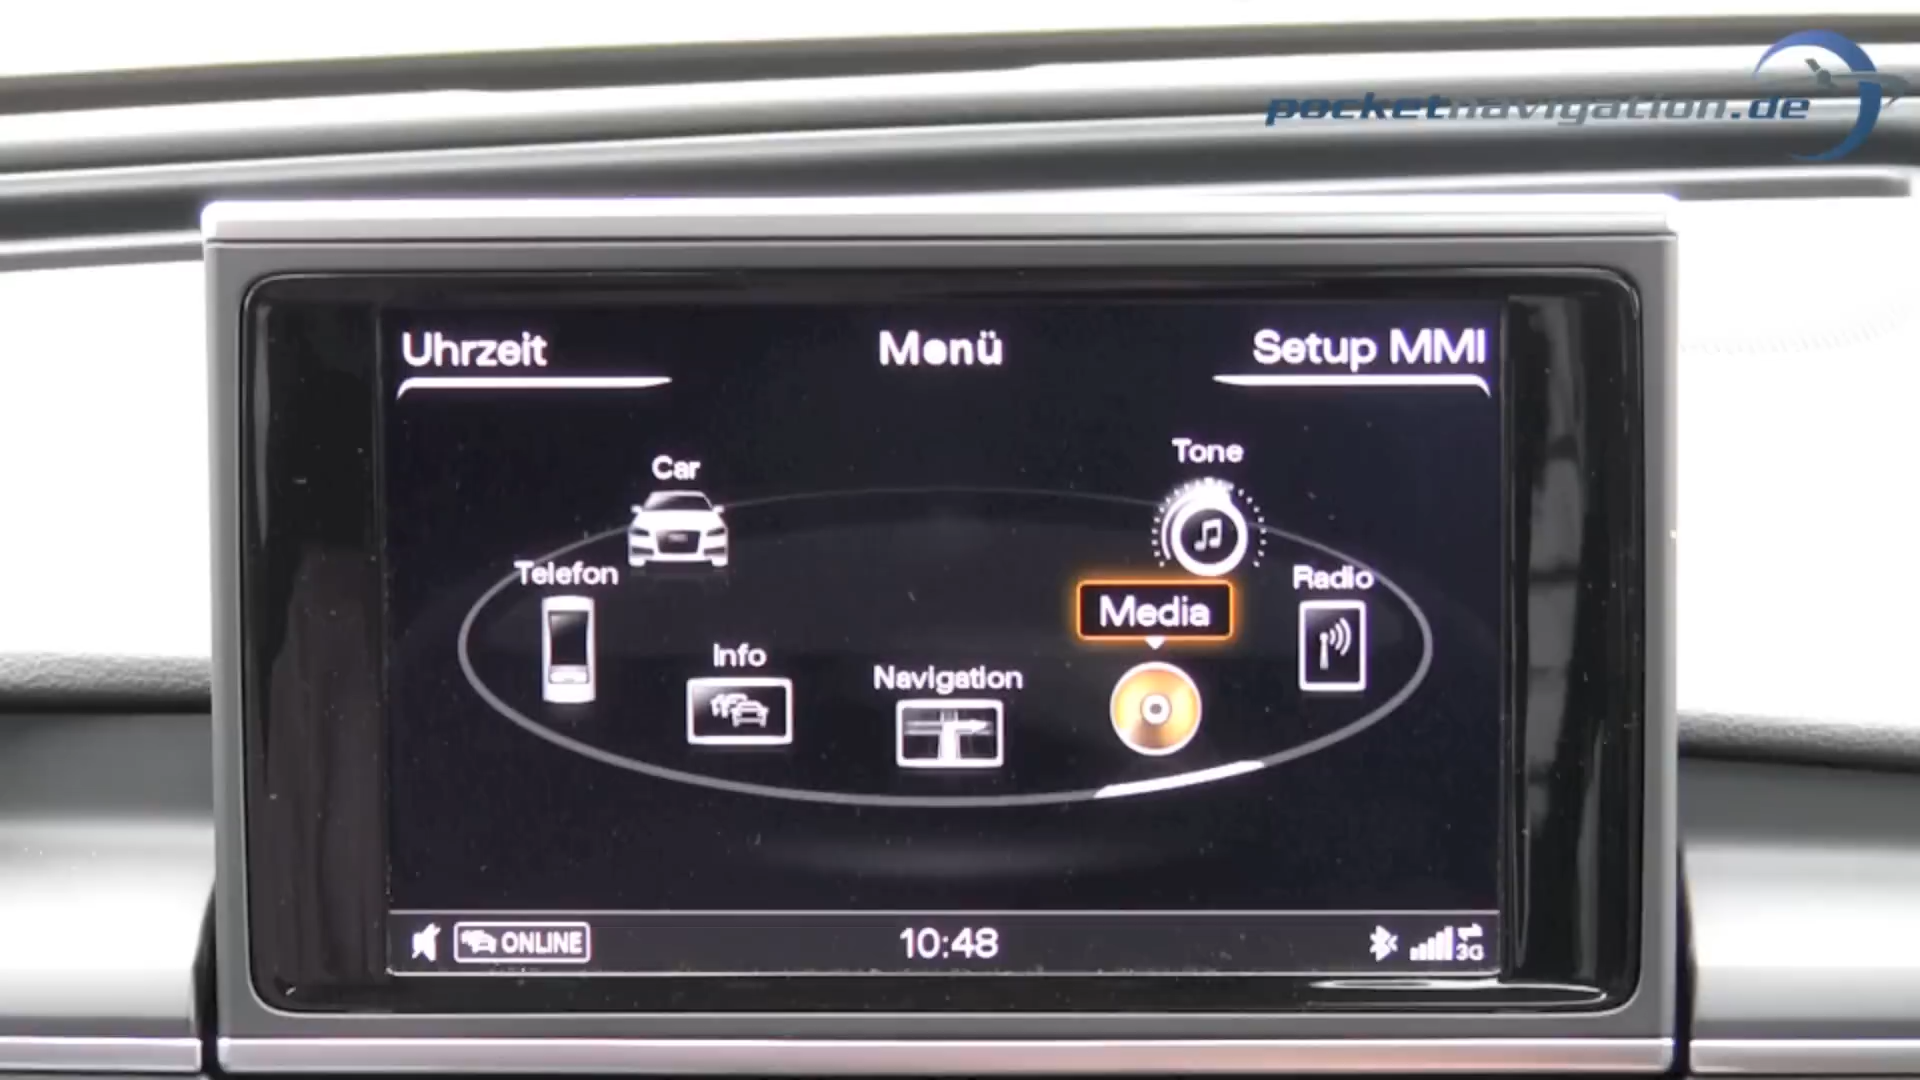 pocketnavigation.de
Uhrzeit
Menü
Setup MMI
Car
Tone
Telefon
Radio
Media
Info
Navigation
ONLINE
10:48
3G